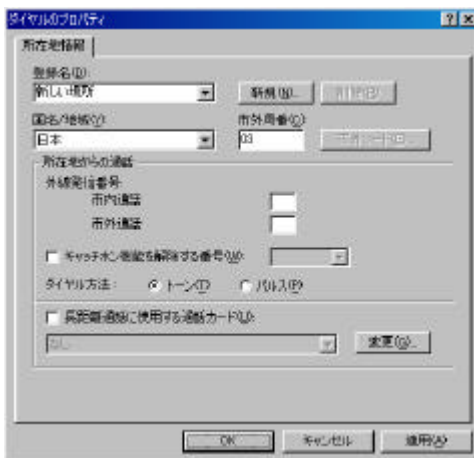 ダイヤルのプロパティ
所在地情報
登録名(D):
新しい場所
新規(N)...
削除(R)
国名/地域(Y):
市外局番(C):
日本
03
所在地からの通話
外線発信番号
市内通話
市外通話
キャッチホン機能を解除する番号(W):
ダイヤル方法:
トーン(T)
パルス(P)
長距離通話に使用する通話カード(U):
なし
変更(G)...
OK
キャンセル
適用(A)